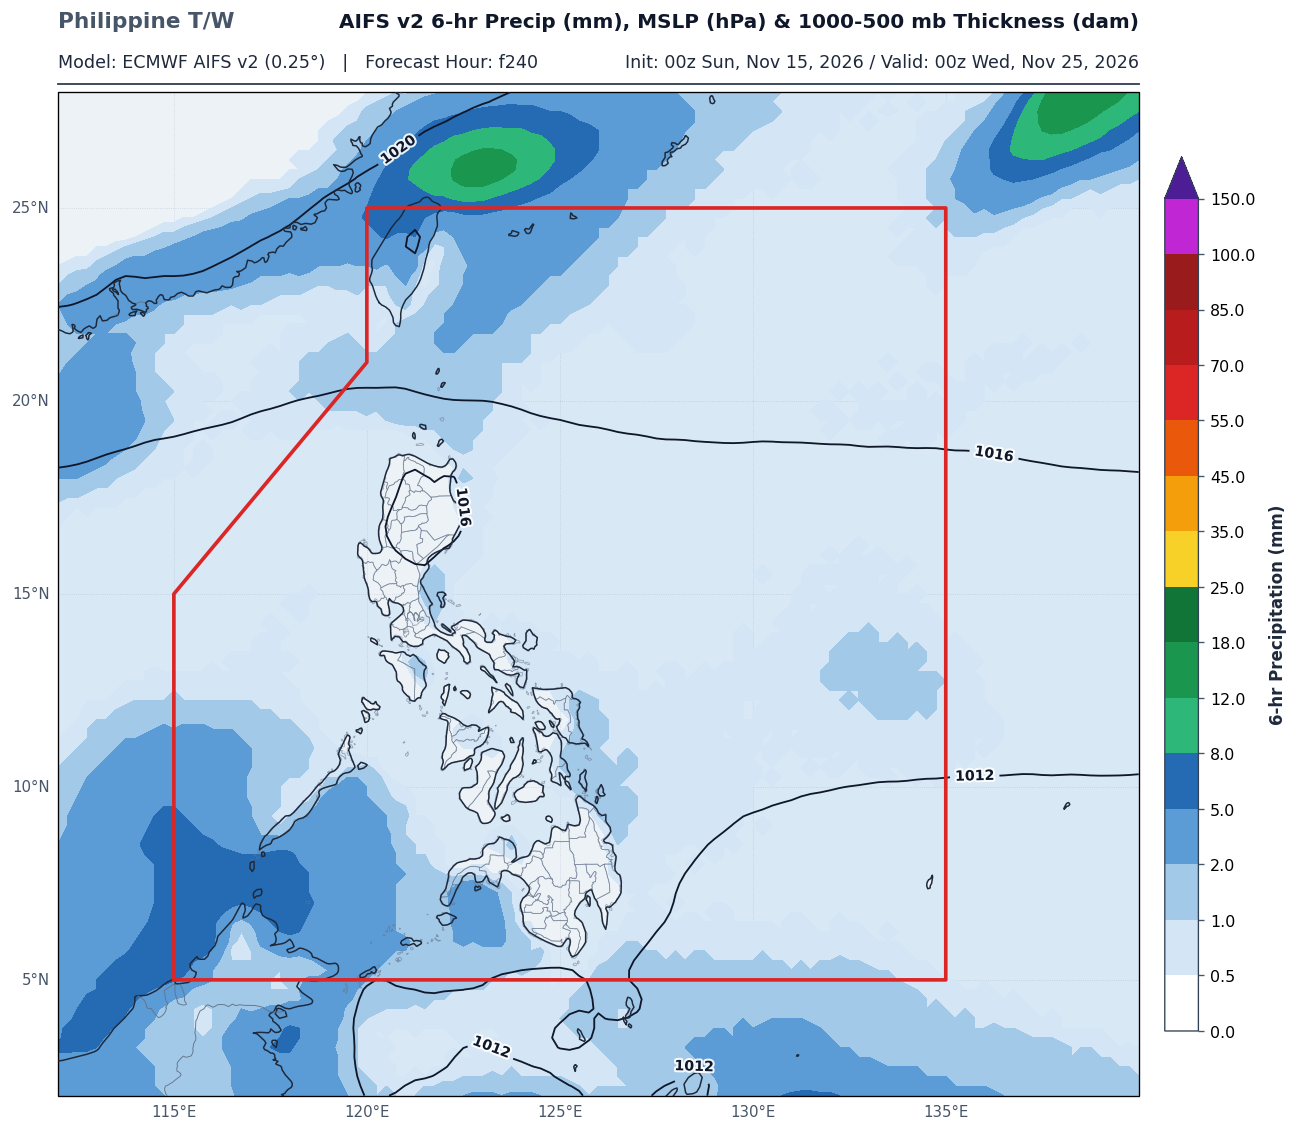 Philippine T/W
AIFS v2 6-hr Precip (mm), MSLP (hPa) & 1000-500 mb Thickness (dam)
Model: ECMWF AIFS v2 (0.25°)   |   Forecast Hour: f240
Init: 00z Sun, Nov 15, 2026 / Valid: 00z Wed, Nov 25, 2026
1020
1016
1016
1012
1012
1012
25°N
20°N
15°N
10°N
5°N
115°E
120°E
125°E
130°E
135°E
150.0
100.0
85.0
70.0
55.0
45.0
35.0
25.0
18.0
12.0
8.0
5.0
2.0
1.0
0.5
0.0
6-hr Precipitation (mm)